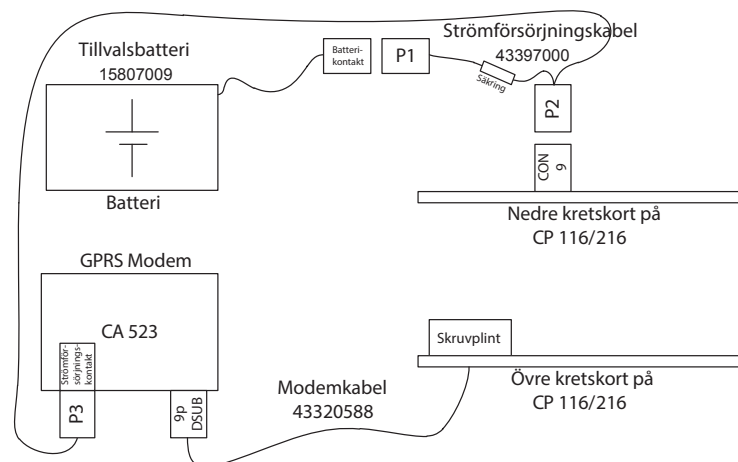 Strömförsörjningskabel
43397000
Tillvalsbatteri
15807009
Batteri-
kontakt
P1
Säkring
P2
CON
9
Batteri
Nedre kretskort på
CP 116/216
GPRS Modem
CA 523
Strömför-
sörjnings-
kontakt
P3
9p
DSUB
Modemkabel
43320588
Skruvplint
Övre kretskort på
CP 116/216